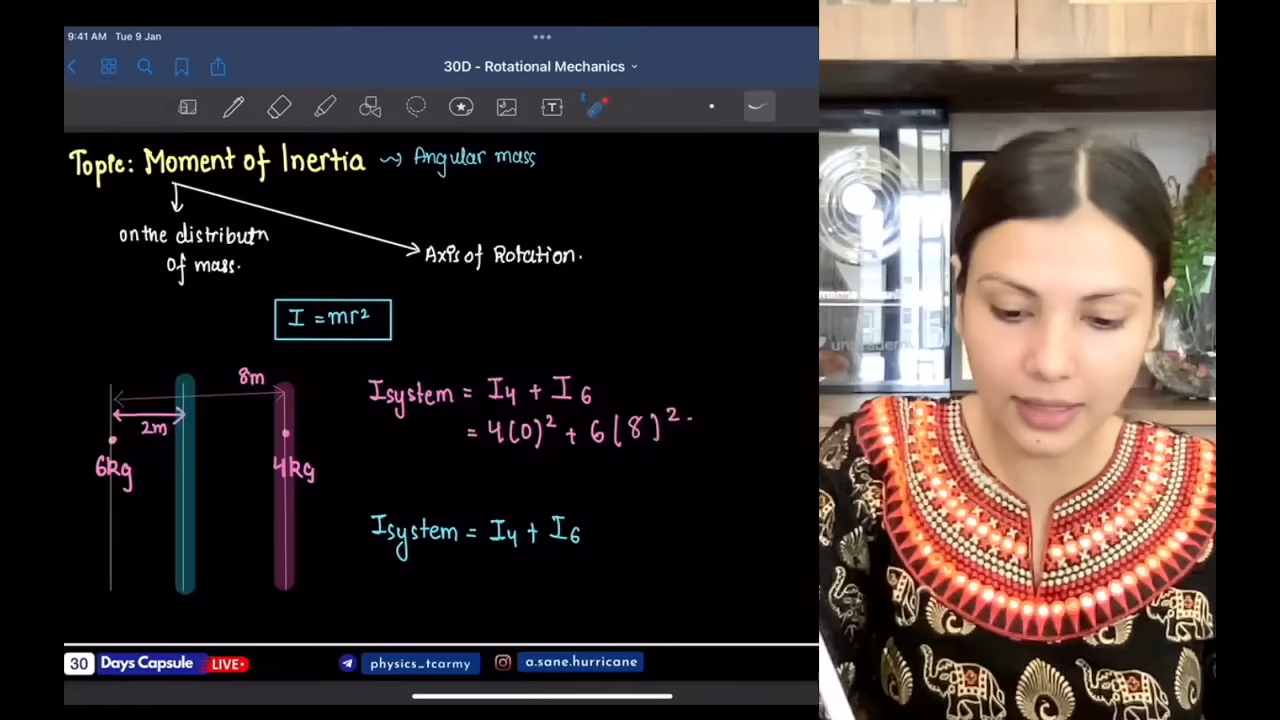 9:41 AM Tue 9 Jan
30D - Rotational Mechanics
Topic: Moment of Inertia ~> Angular mass
on the distributn
of mass.
Axis of Rotation.
I = mr²
8m
2m
6kg
4kg
Isystem = I4 + I6
= 4(0)² + 6(8)²
Isystem = I4 + I6
30 Days Capsule LIVE
physics_tcarmy
a.sane.hurricane